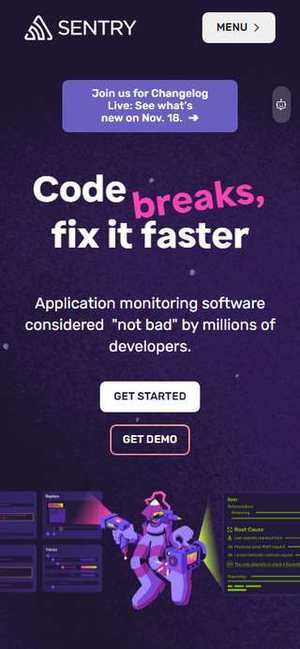 SENTRY
MENU
Join us for Changelog
Live: See what's
new on Nov. 18. ➔
Code breaks,
fix it faster
Application monitoring software
considered "not bad" by millions of
developers.
GET STARTED
GET DEMO
Root Cause